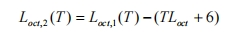 L_{oct,2}(T) = L_{oct,1}(T) − (TL_{oct} + 6)